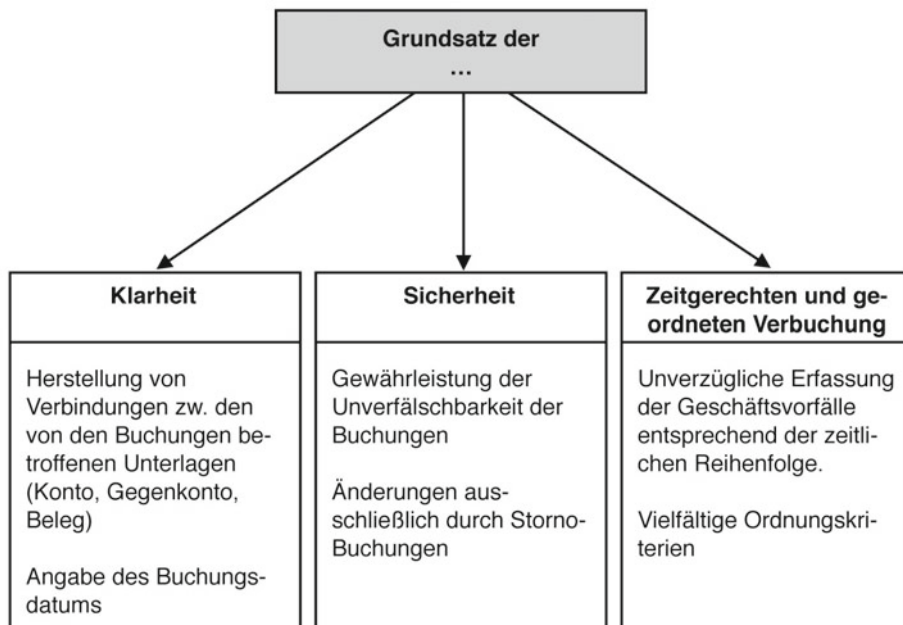 Grundsatz der
...
Klarheit
Herstellung von
Verbindungen zw. den
von den Buchungen be-
troffenen Unterlagen
(Konto, Gegenkonto,
Beleg)
Angabe des Buchungs-
datums
Sicherheit
Gewährleistung der
Unverfälschbarkeit der
Buchungen
Änderungen aus-
schließlich durch Storno-
Buchungen
Zeitgerechten und ge-
ordneten Verbuchung
Unverzügliche Erfassung
der Geschäftsvorfälle
entsprechend der zeitli-
chen Reihenfolge.
Vielfältige Ordnungskri-
terien